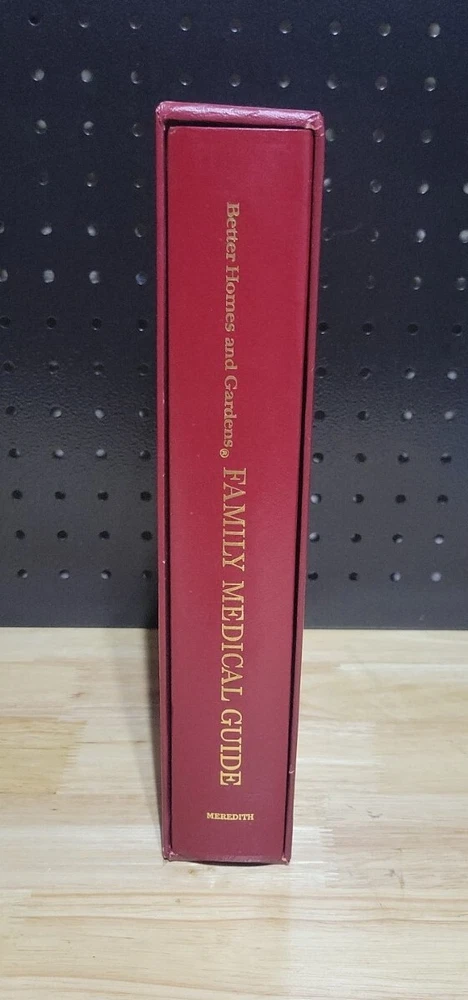 Better Homes and Gardens® FAMILY MEDICAL GUIDE
MEREDITH